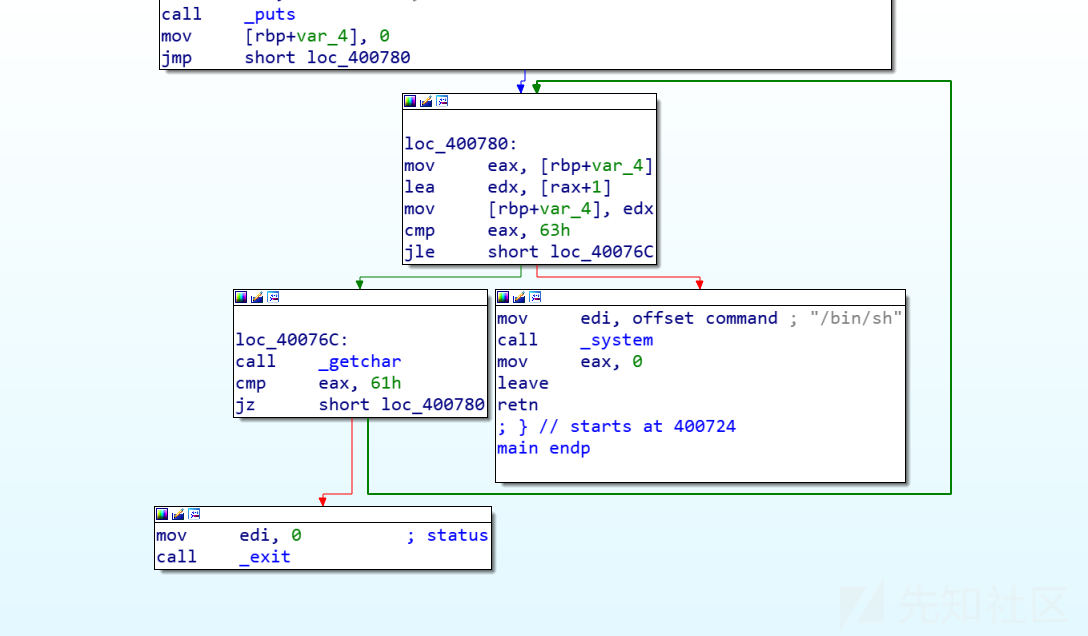 call _puts
mov [rbp+var_4], 0
jmp short loc_400780
loc_400780:
mov eax, [rbp+var_4]
lea edx, [rax+1]
mov [rbp+var_4], edx
cmp eax, 63h
jle short loc_40076C
loc_40076C:
call _getchar
cmp eax, 61h
jz short loc_400780
mov edi, offset command ; "/bin/sh"
call _system
mov eax, 0
leave
retn
; } // starts at 400724
main endp
mov edi, 0 ; status
call _exit
先知社区